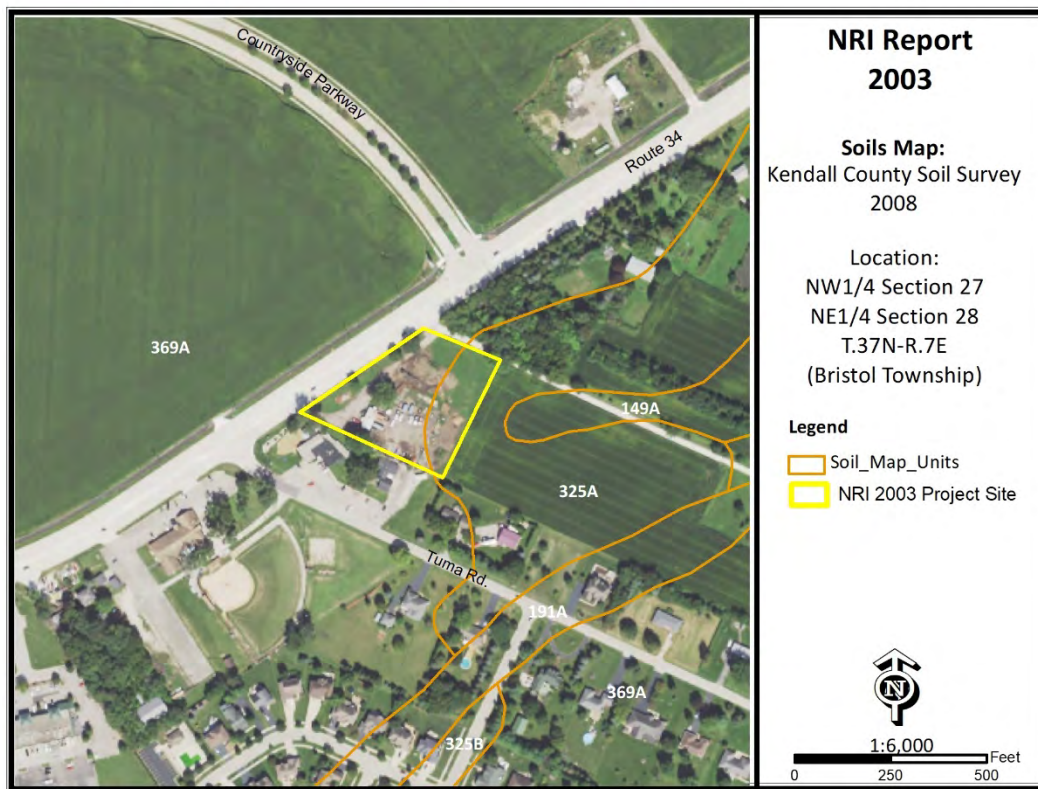 Countryside Parkway
Route 34
369A
149A
325A
Tuma Rd.
191A
369A
325B
NRI Report
2003
Soils Map:
Kendall County Soil Survey
2008
Location:
NW1/4 Section 27
NE1/4 Section 28
T.37N-R.7E
(Bristol Township)
Legend
Soil_Map_Units
NRI 2003 Project Site
N
1:6,000
Feet
0 250 500